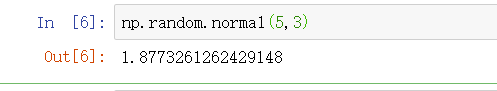 In [6]: np.random.normal(5,3)
Out[6]: 1.8773261262429148